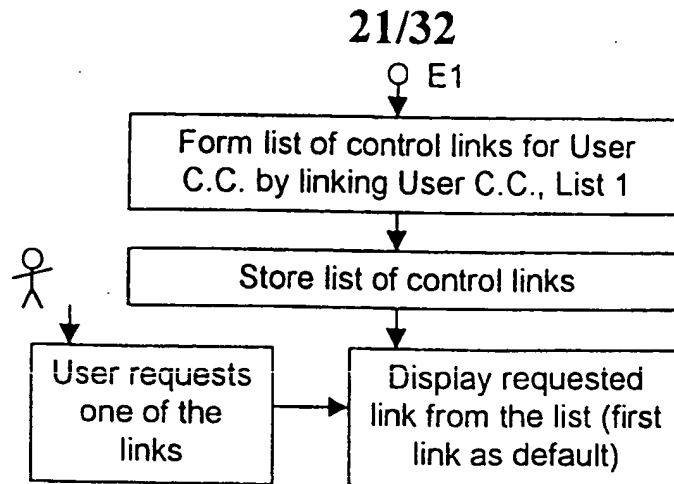 21/32
E1
Form list of control links for User
C.C. by linking User C.C., List 1
Store list of control links
User requests
one of the
links
Display requested
link from the list (first
link as default)